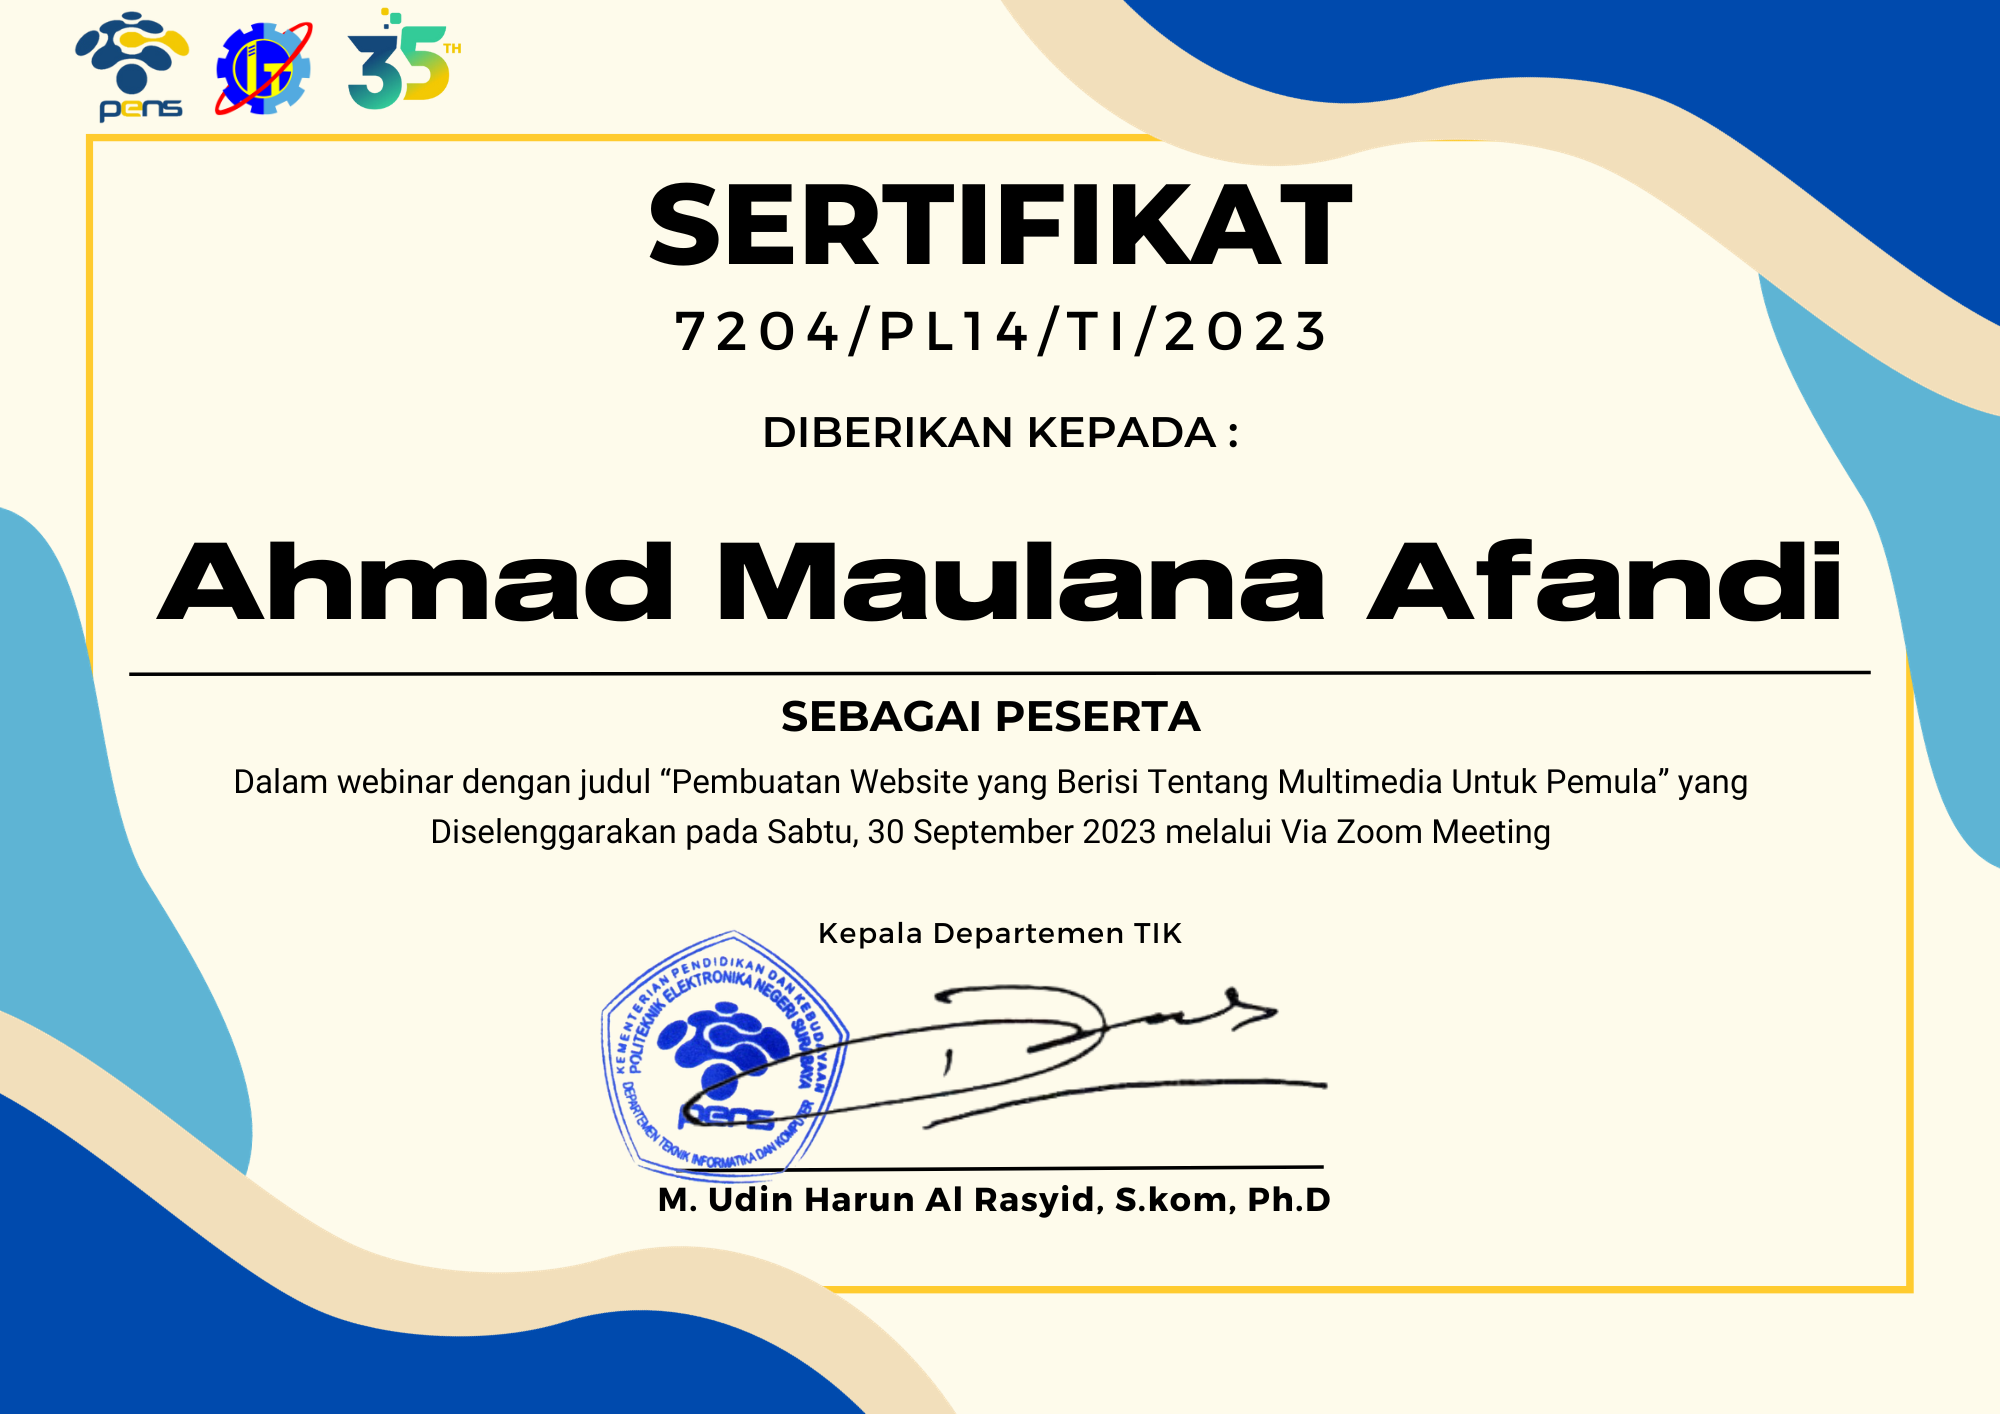 pens
35TH
SERTIFIKAT
7204/PL14/TI/2023
DIBERIKAN KEPADA :
Ahmad Maulana Afandi
SEBAGAI PESERTA
Dalam webinar dengan judul “Pembuatan Website yang Berisi Tentang Multimedia Untuk Pemula” yang
Diselenggarakan pada Sabtu, 30 September 2023 melalui Via Zoom Meeting
Kepala Departemen TIK
KEMENTERIAN PENDIDIKAN DAN KEBUDAYAAN
POLITEKNIK ELEKTRONIKA NEGERI SURABAYA
pens
DEPARTEMEN TEKNIK INFORMATIKA DAN KOMPUTER
M. Udin Harun Al Rasyid, S.kom, Ph.D